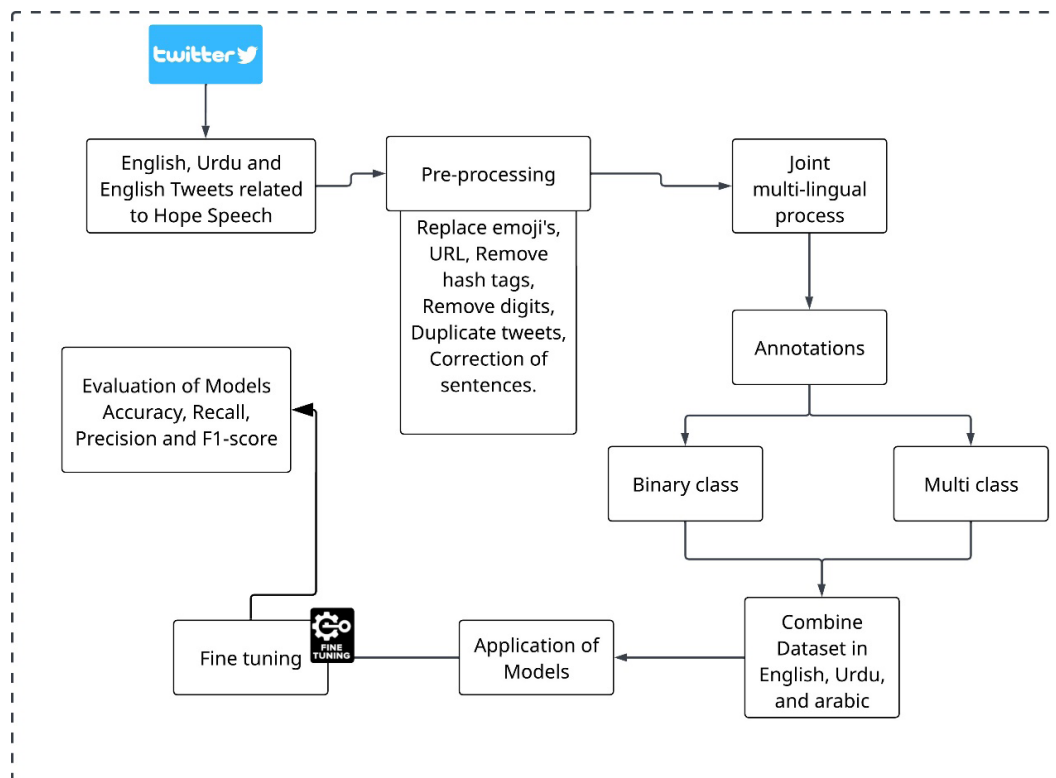 twitter
English, Urdu and
English Tweets related
to Hope Speech
Pre-processing
Replace emoji's,
URL, Remove
hash tags,
Remove digits,
Duplicate tweets,
Correction of
sentences.
Joint
multi-lingual
process
Annotations
Binary class
Multi class
Combine
Dataset in
English, Urdu,
and arabic
Application of
Models
Fine tuning
FINE
TUNING
Evaluation of Models
Accuracy, Recall,
Precision and F1-score